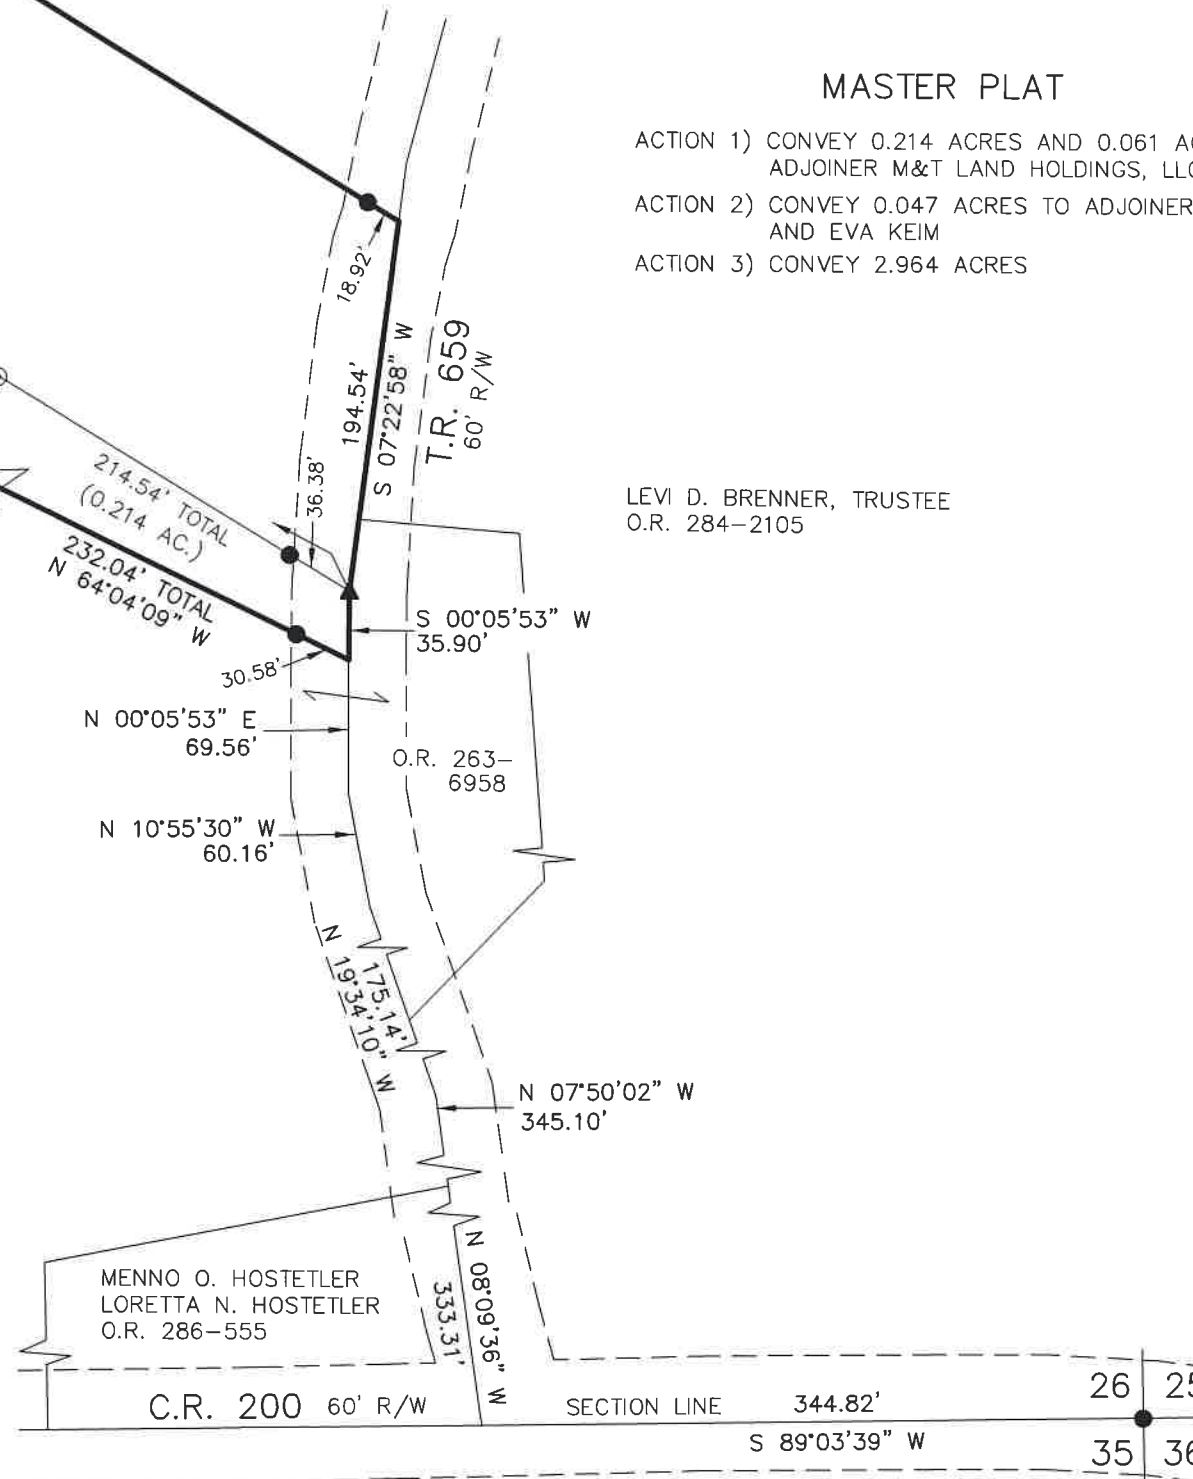 MASTER PLAT
ACTION 1) CONVEY 0.214 ACRES AND 0.061
ADJOINER M&T LAND HOLDINGS, LLC
ACTION 2) CONVEY 0.047 ACRES TO ADJOINER
AND EVA KEIM
ACTION 3) CONVEY 2.964 ACRES
18.92'
194.54'
S 07°22'58" W
T.R. 659
60' R/W
36.38'
214.54' TOTAL
(0.214 AC.)
232.04' TOTAL
N 64°04'09" W
LEVI D. BRENNER, TRUSTEE
O.R. 284-2105
S 00°05'53" W
35.90'
30.58'
N 00°05'53" E
69.56'
O.R. 263-
6958
N 10°55'30" W
60.16'
175.14'
N 19°34'10" W
N 07°50'02" W
345.10'
MENNO O. HOSTETLER
LORETTA N. HOSTETLER
O.R. 286-555
N 08°09'36" W
333.31'
C.R. 200 60' R/W
SECTION LINE 344.82'
S 89°03'39" W
26
25
35
36